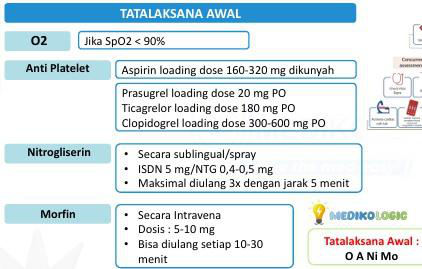 TATALAKSANA AWAL
O2
Jika SpO2 < 90%
Anti Platelet
Aspirin loading dose 160-320 mg dikunyah
Prasugrel loading dose 20 mg PO
Ticagrelor loading dose 180 mg PO
Clopidogrel loading dose 300-600 mg PO
Nitrogliserin
• Secara sublingual/spray
• ISDN 5 mg/NTG 0,4-0,5 mg
• Maksimal diulang 3x dengan jarak 5 menit
Morfin
• Secara Intravena
• Dosis : 5-10 mg
• Bisa diulang setiap 10-30
menit
MEDIKOLOGIC
Tatalaksana Awal :
O A Ni Mo